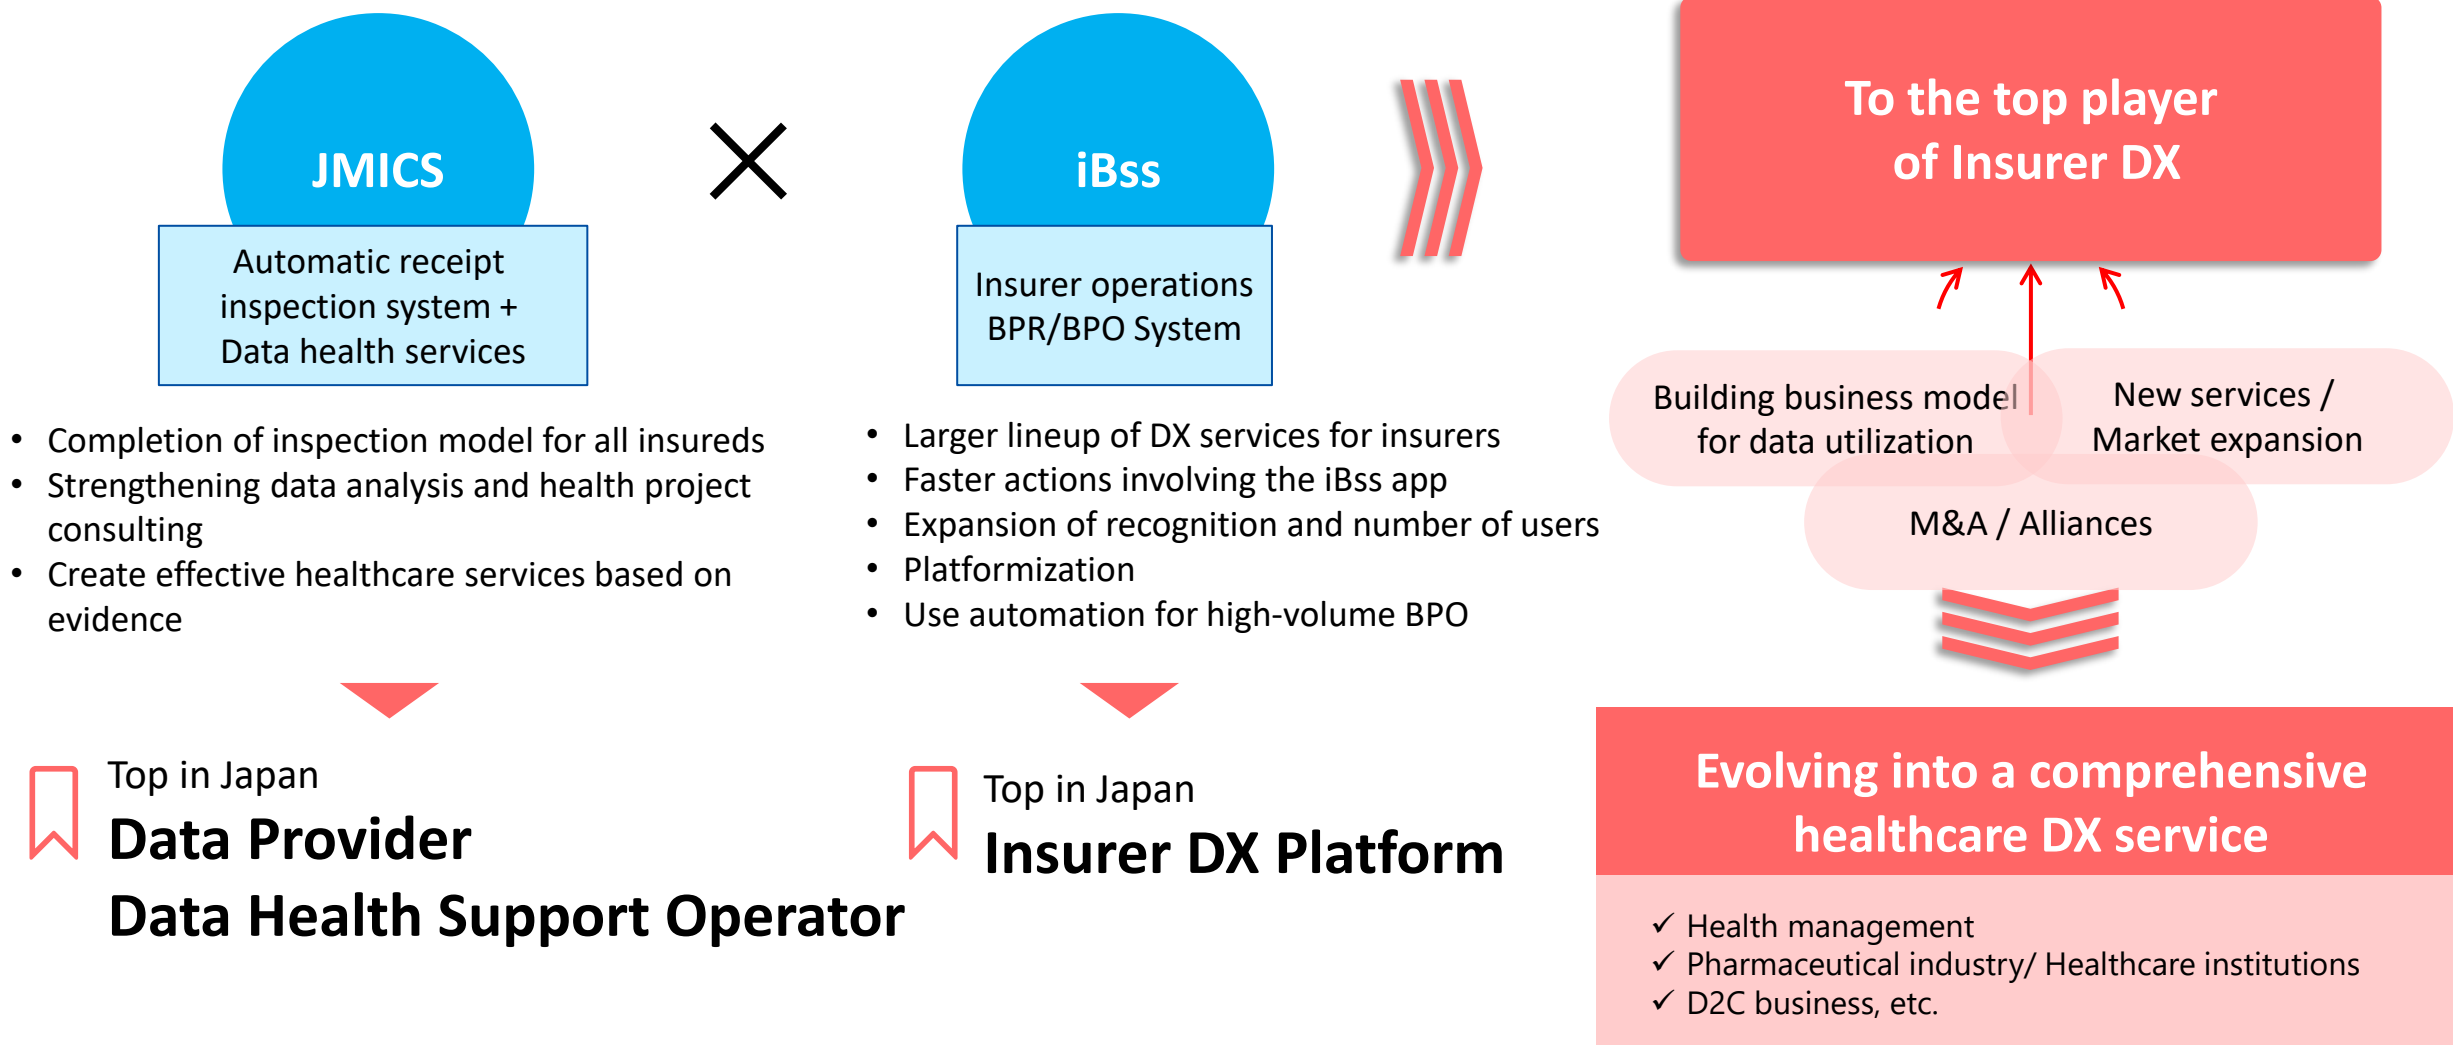 JMICS
Automatic receipt
inspection system +
Data health services
• Completion of inspection model for all insureds
• Strengthening data analysis and health project
consulting
• Create effective healthcare services based on
evidence
Top in Japan
Data Provider
Data Health Support Operator
iBss
Insurer operations
BPR/BPO System
• Larger lineup of DX services for insurers
• Faster actions involving the iBss app
• Expansion of recognition and number of users
• Platformization
• Use automation for high-volume BPO
Top in Japan
Insurer DX Platform
To the top player
of Insurer DX
Building business model
for data utilization
New services /
Market expansion
M&A / Alliances
Evolving into a comprehensive
healthcare DX service
✓ Health management
✓ Pharmaceutical industry/ Healthcare institutions
✓ D2C business, etc.